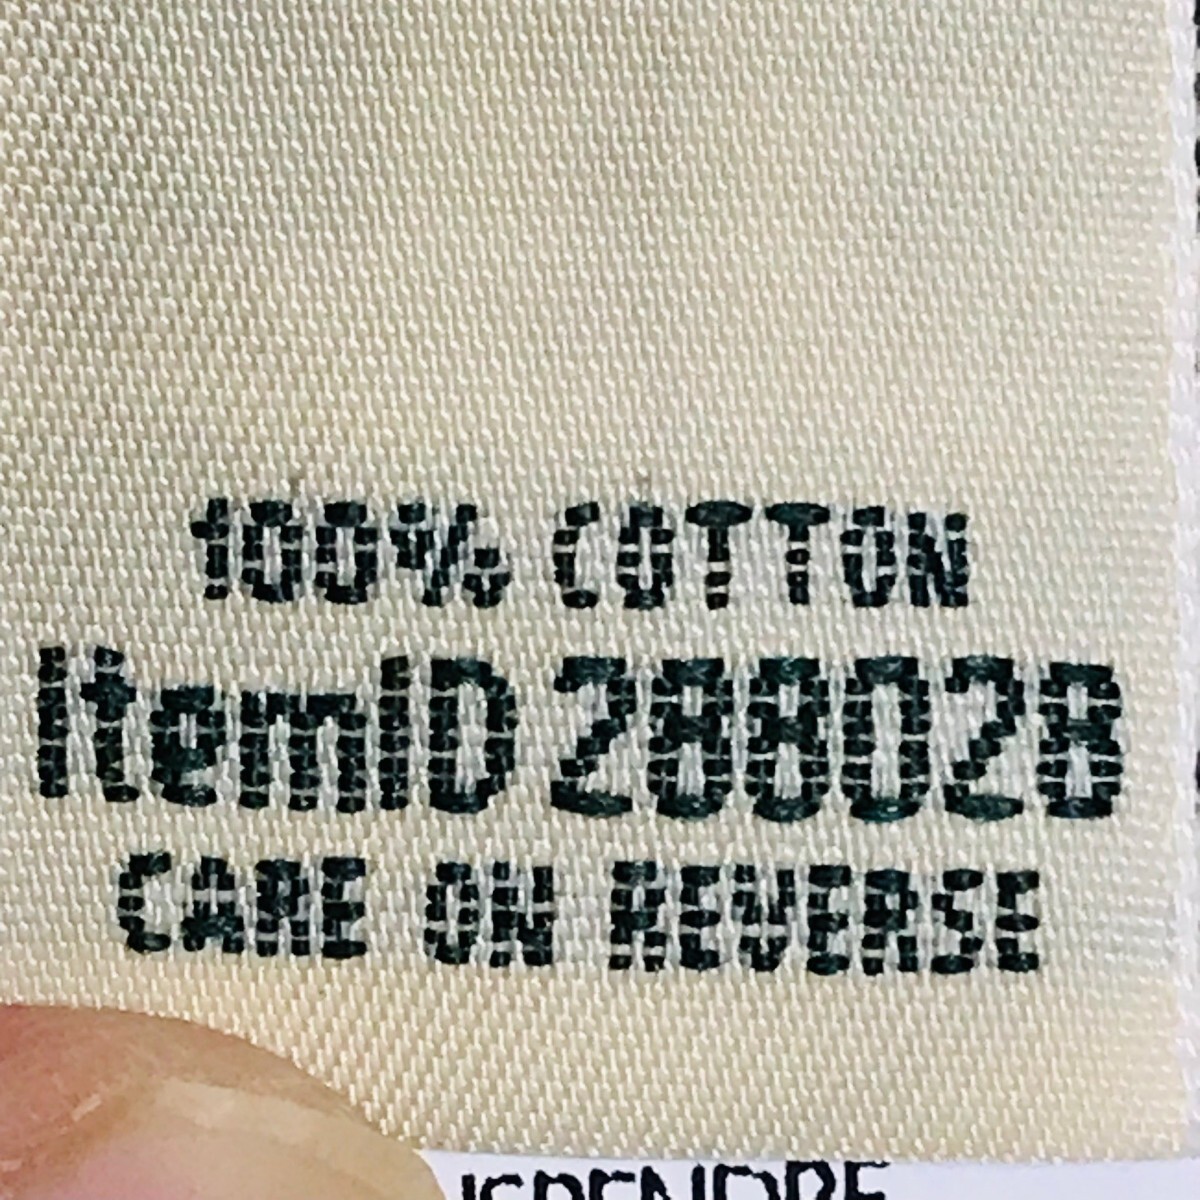 100% COTTON
ItemID 288028
CARE ON REVERSE